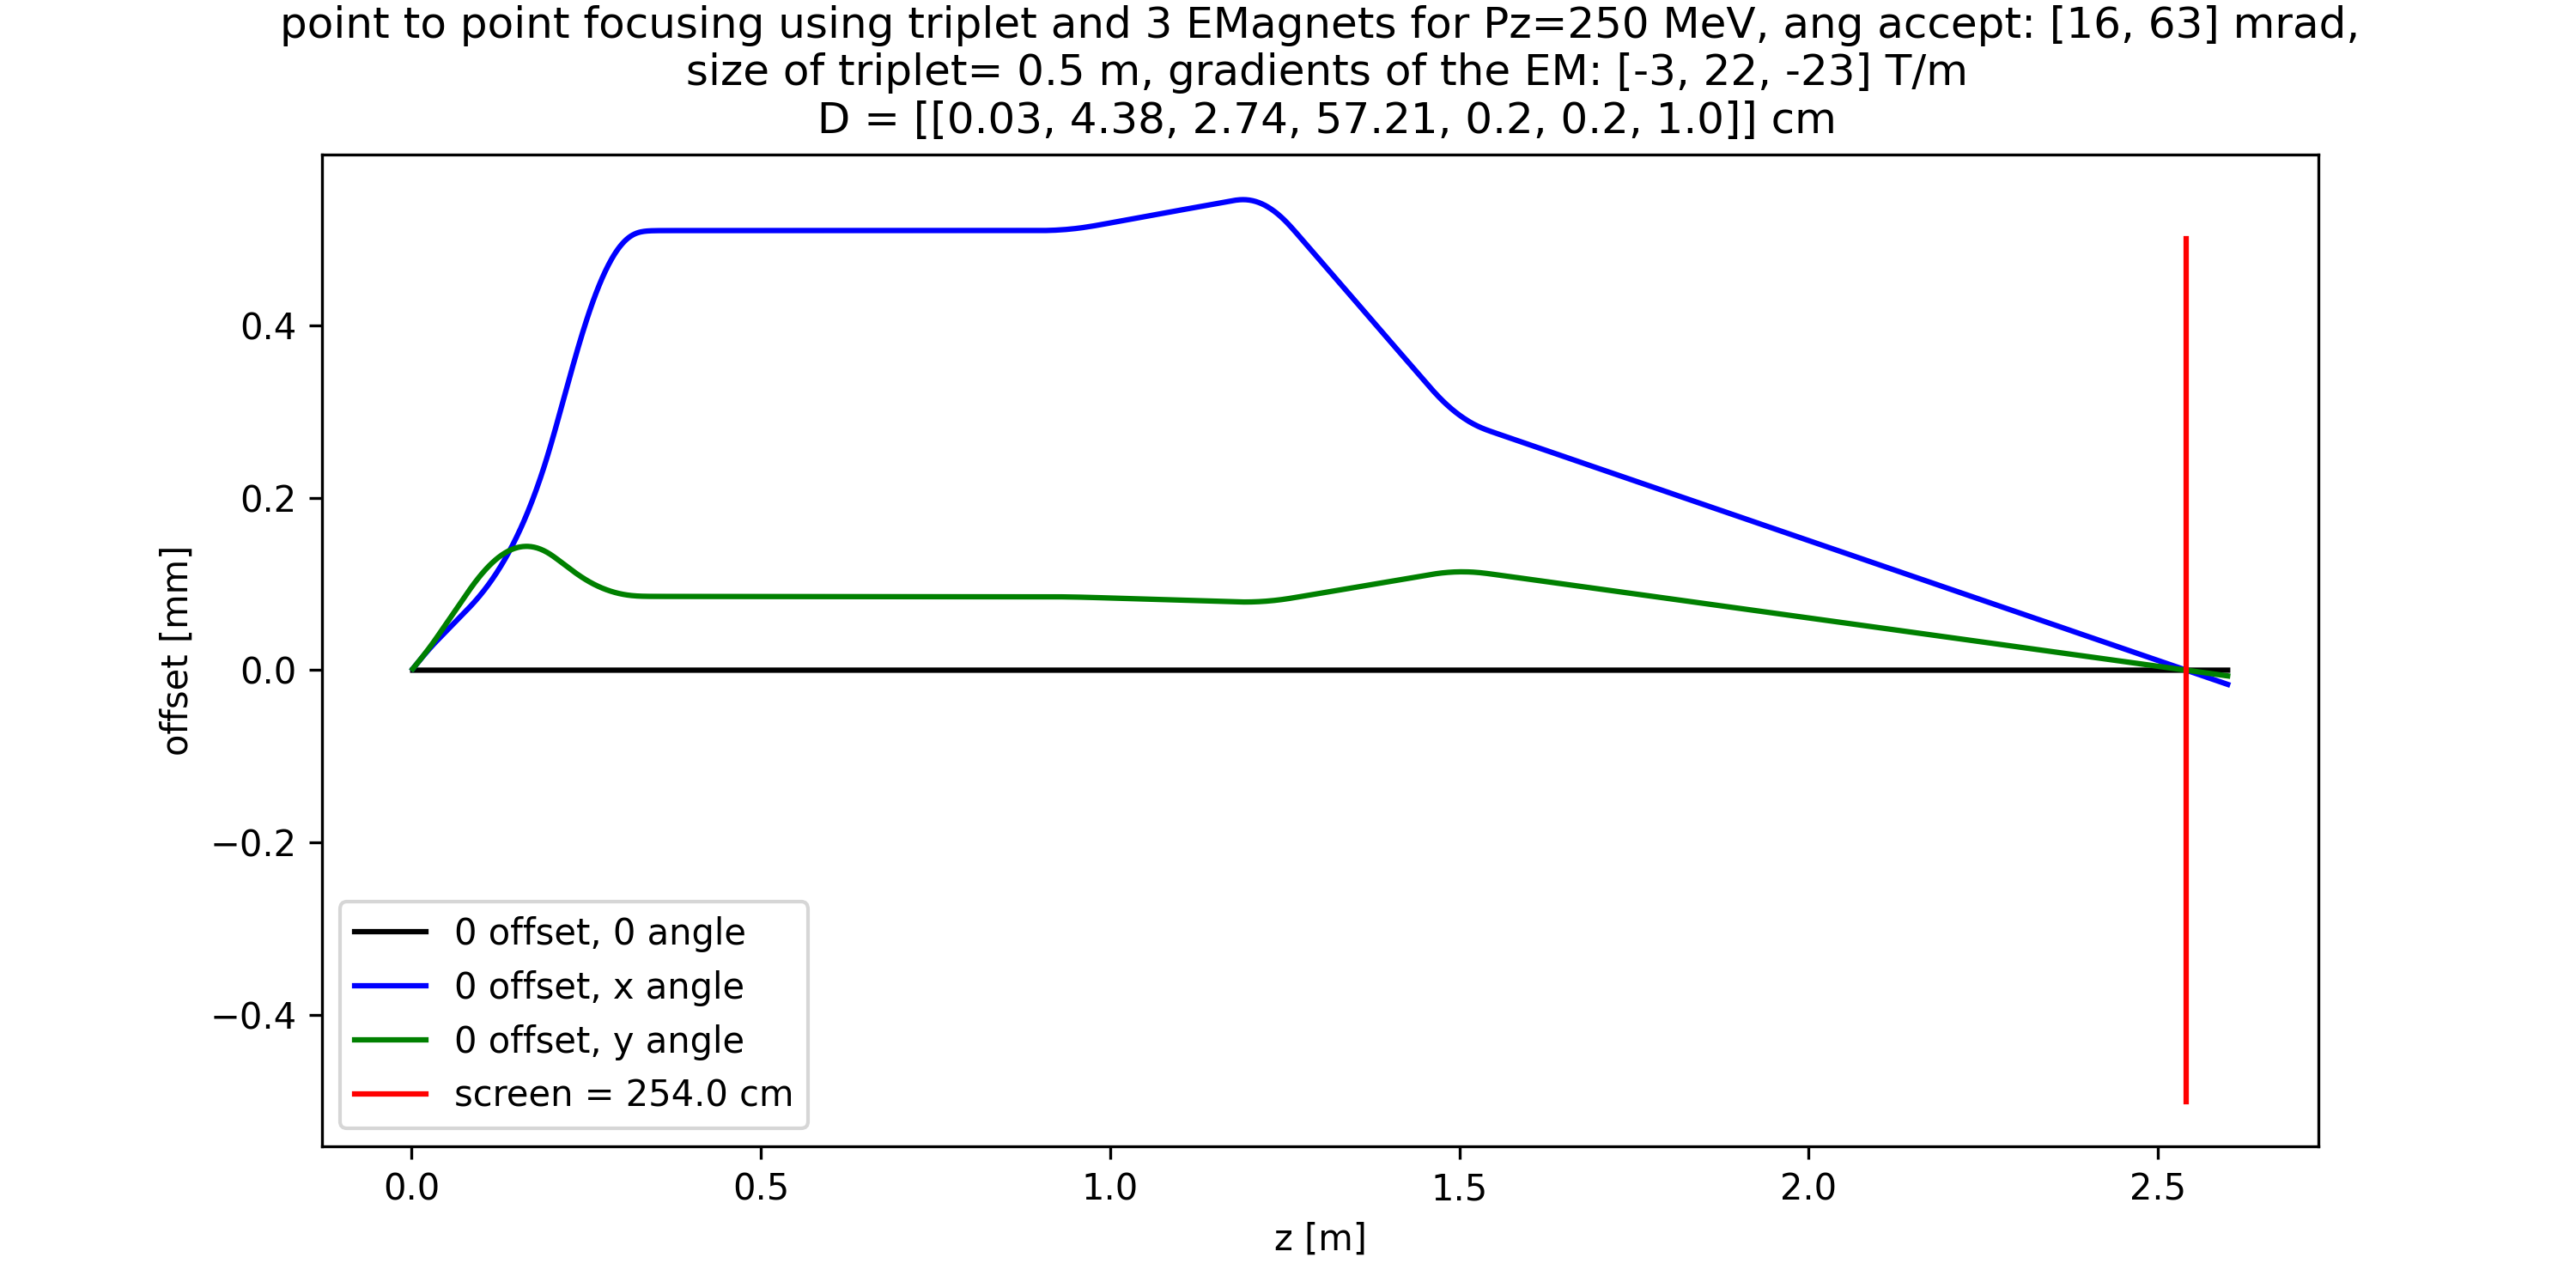 point to point focusing using triplet and 3 EMagnets for Pz=250 MeV, ang accept: [16, 63] mrad,
size of triplet= 0.5 m, gradients of the EM: [-3, 22, -23] T/m
D = [[0.03, 4.38, 2.74, 57.21, 0.2, 0.2, 1.0]] cm
offset [mm]
0.4
0.2
0.0
−0.2
−0.4
0 offset, 0 angle
0 offset, x angle
0 offset, y angle
screen = 254.0 cm
0.0 0.5 1.0 1.5 2.0 2.5
z [m]